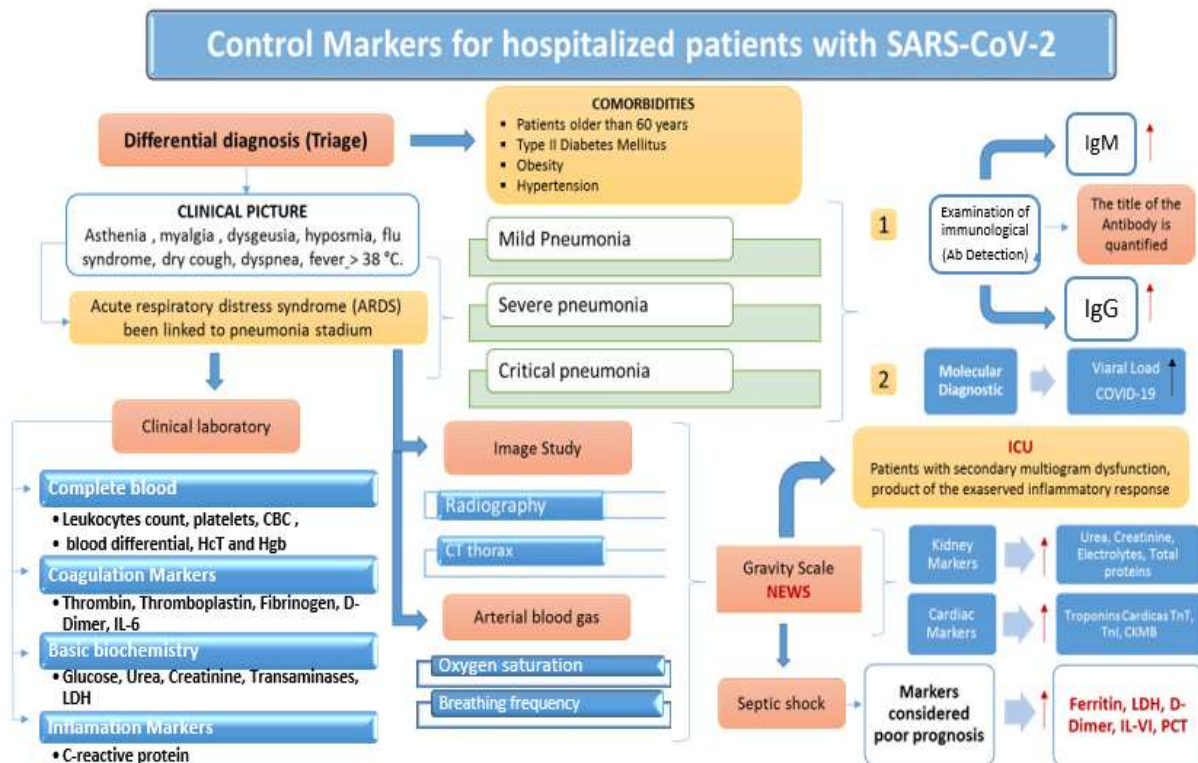 Control Markers for hospitalized patients with SARS-CoV-2
Differential diagnosis (Triage)
COMORBIDITIES
▪ Patients older than 60 years
▪ Type II Diabetes Mellitus
▪ Obesity
▪ Hypertension
CLINICAL PICTURE
Asthenia , myalgia , dysgeusia, hyposmia, flu
syndrome, dry cough, dyspnea, fever > 38 °C.
Acute respiratory distress syndrome (ARDS)
been linked to pneumonia stadium
Mild Pneumonia
Severe pneumonia
Critical pneumonia
1
Examination of
immunological
(Ab Detection)
IgM
The title of the
Antibody is
quantified
IgG
2
Molecular
Diagnostic
Viaral Load
COVID-19
Clinical laboratory
Complete blood
• Leukocytes count, platelets, CBC ,
• blood differential, HcT and Hgb
Coagulation Markers
• Thrombin, Thromboplastin, Fibrinogen, D-
Dimer, IL-6
Basic biochemistry
• Glucose, Urea, Creatinine, Transaminases,
LDH
Inflamation Markers
• C-reactive protein
Image Study
Radiography
CT thorax
Arterial blood gas
Oxygen saturation
Breathing frequency
Gravity Scale
NEWS
ICU
Patients with secondary multiogram dysfunction,
product of the exaserved inflammatory response
Kidney
Markers
Urea, Creatinine,
Electrolytes, Total
proteins
Cardiac
Markers
Troponins Cardicas TnT,
TnI, CKMB
Septic shock
Markers
considered
poor prognosis
Ferritin, LDH, D-
Dimer, IL-VI, PCT